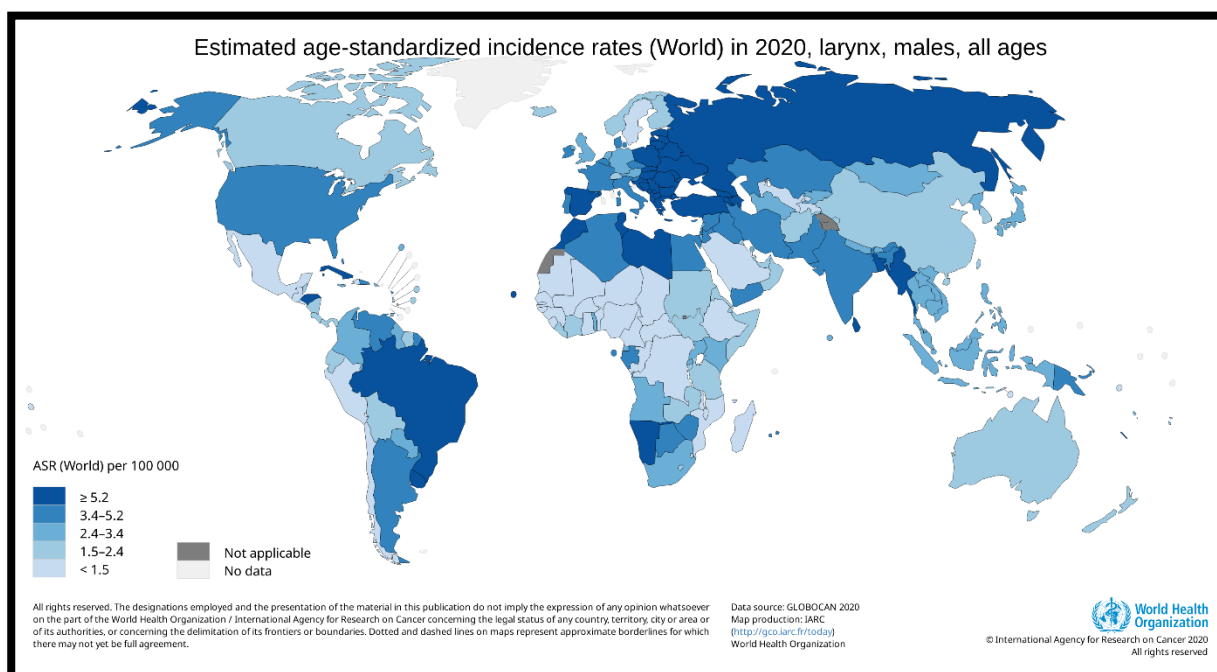 Estimated age-standardized incidence rates (World) in 2020, larynx, males, all ages
ASR (World) per 100 000
≥ 5.2
3.4–5.2
2.4–3.4
1.5–2.4
< 1.5
Not applicable
No data
All rights reserved. The designations employed and the presentation of the material in this publication do not imply the expression of any opinion whatsoever
on the part of the World Health Organization / International Agency for Research on Cancer concerning the legal status of any country, territory, city or area or
of its authorities, or concerning the delimitation of its frontiers or boundaries. Dotted and dashed lines on maps represent approximate borderlines for which
there may not yet be full agreement.
Data source: GLOBOCAN 2020
Map production: IARC
(http://gco.iarc.fr/today)
World Health Organization
World Health
Organization
© International Agency for Research on Cancer 2020
All rights reserved